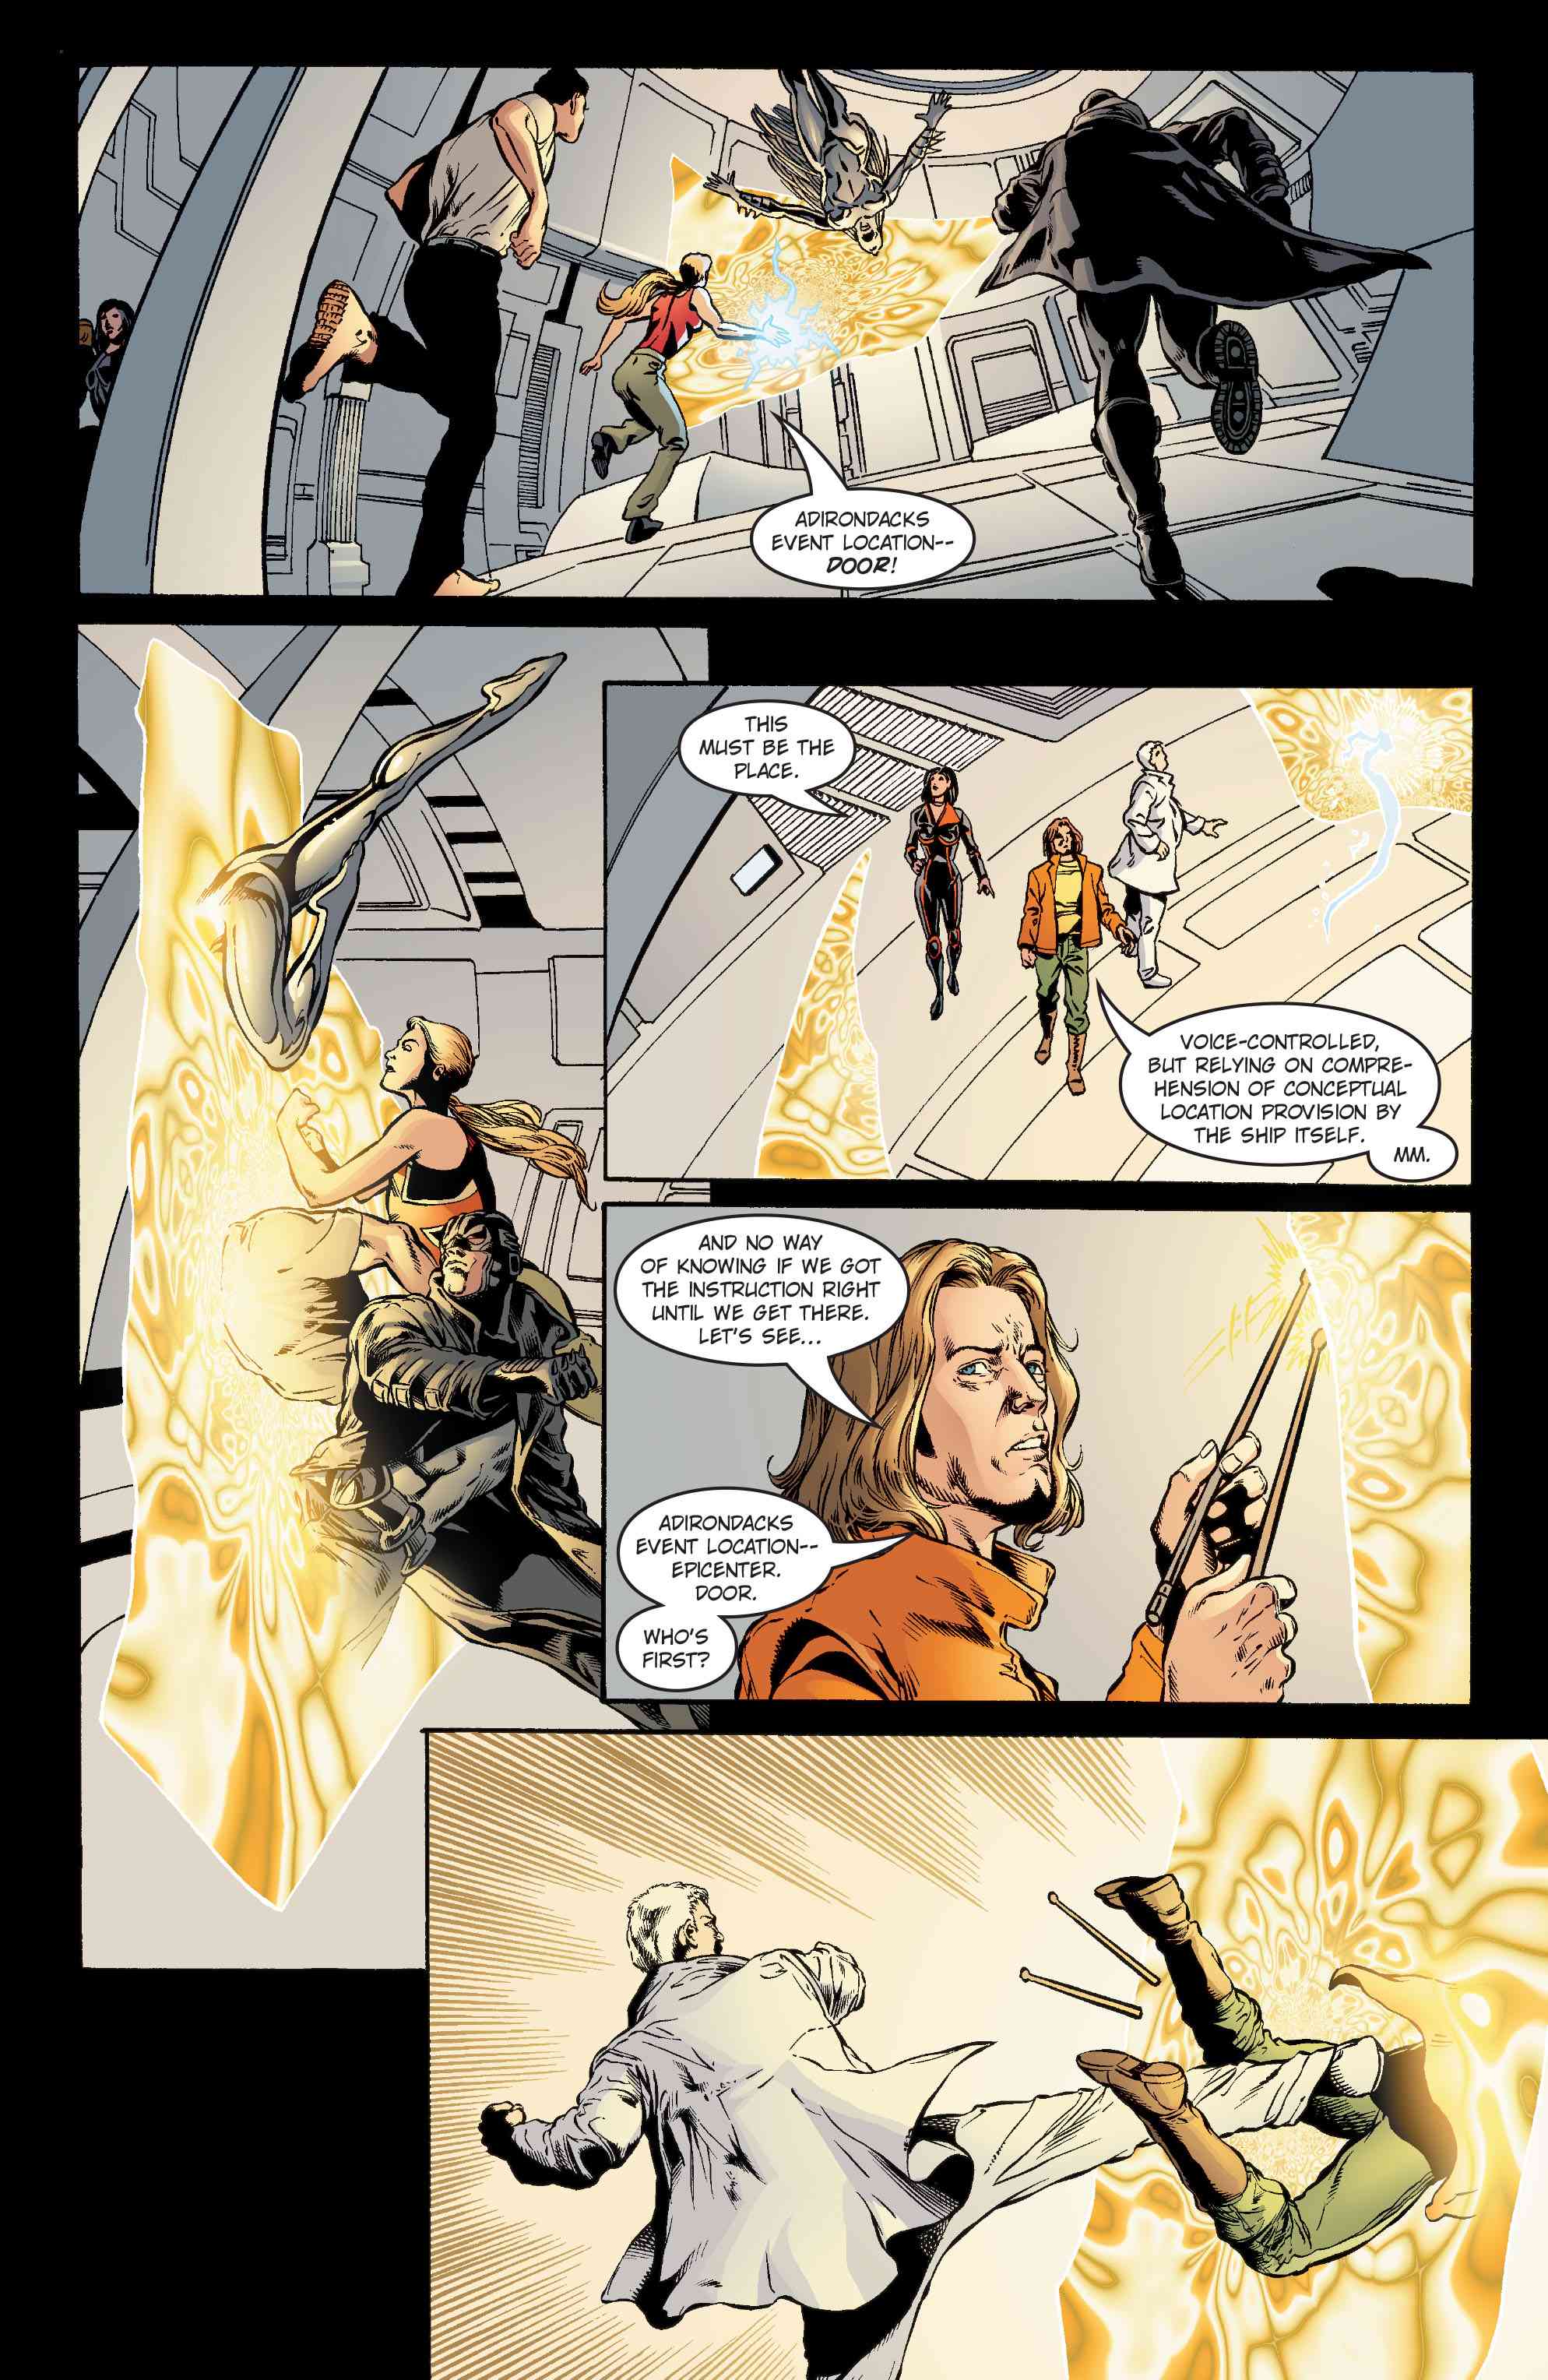 ADIRONDACKS
EVENT LOCATION--
DOOR!
THIS
MUST BE THE
PLACE.
VOICE-CONTROLLED,
BUT RELYING ON COMPRE-
HENSION OF CONCEPTUAL
LOCATION PROVISION BY
THE SHIP ITSELF.
MM.
AND NO WAY
OF KNOWING IF WE GOT
THE INSTRUCTION RIGHT
UNTIL WE GET THERE.
LET'S SEE...
ADIRONDACKS
EVENT LOCATION--
EPICENTER.
DOOR.
WHO'S
FIRST?